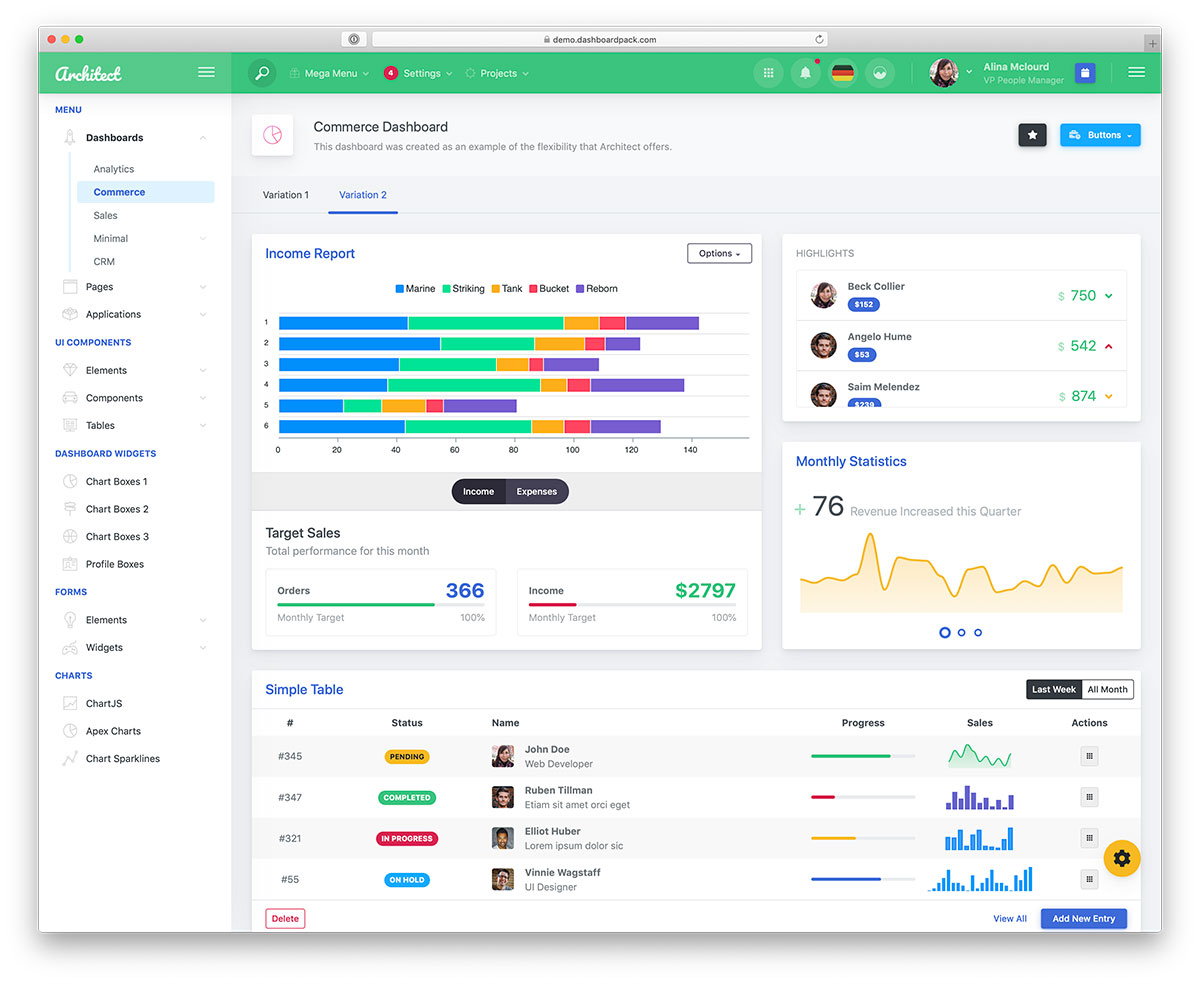 demo.dashboardpack.com
Architect
Mega Menu
4
Settings
Projects
Alina Mclourd
VP People Manager
MENU
Dashboards
Analytics
Commerce
Sales
Minimal
CRM
Pages
Applications
UI COMPONENTS
Elements
Components
Tables
DASHBOARD WIDGETS
Chart Boxes 1
Chart Boxes 2
Chart Boxes 3
Profile Boxes
FORMS
Elements
Widgets
CHARTS
ChartJS
Apex Charts
Chart Sparklines
Commerce Dashboard
This dashboard was created as an example of the flexibility that Architect offers.
Buttons
Variation 1
Variation 2
Income Report
Options
Marine Striking Tank Bucket Reborn
1
2
3
4
5
6
0 20 40 60 80 100 120 140
Income
Expenses
Target Sales
Total performance for this month
Orders 366
Monthly Target 100%
Income $2797
Monthly Target 100%
HIGHLIGHTS
Beck Collier
$152
$ 750
Angelo Hume
$53
$ 542
Saim Melendez
$239
$ 874
Monthly Statistics
+ 76 Revenue Increased this Quarter
Simple Table
Last Week
All Month
# Status Name Progress Sales Actions
#345 PENDING John Doe
Web Developer
#347 COMPLETED Ruben Tillman
Etiam sit amet orci eget
#321 IN PROGRESS Elliot Huber
Lorem ipsum dolor sic
#55 ON HOLD Vinnie Wagstaff
UI Designer
Delete
View All
Add New Entry